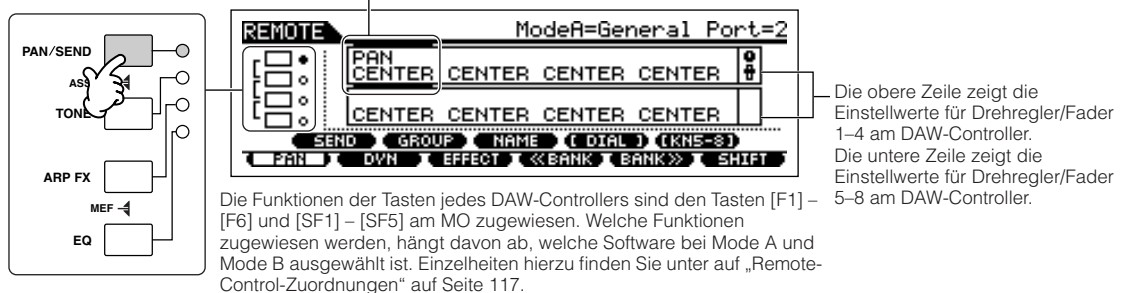 PAN/SEND
TONE
ARP FX
MEF
EQ
REMOTE ModeA=General Port=2
PAN
CENTER CENTER CENTER CENTER
CENTER CENTER CENTER CENTER
SEND GROUP NAME [ DIAL ] [KN5-8]
PAN DYN EFFECT <<BANK BANK>> SHIFT
Die obere Zeile zeigt die
Einstellwerte für Drehregler/Fader
1–4 am DAW-Controller.
Die untere Zeile zeigt die
Einstellwerte für Drehregler/Fader
5–8 am DAW-Controller.
Die Funktionen der Tasten jedes DAW-Controllers sind den Tasten [F1] –
[F6] und [SF1] – [SF5] am MO zugewiesen. Welche Funktionen
zugewiesen werden, hängt davon ab, welche Software bei Mode A und
Mode B ausgewählt ist. Einzelheiten hierzu finden Sie unter auf „Remote-
Control-Zuordnungen“ auf Seite 117.